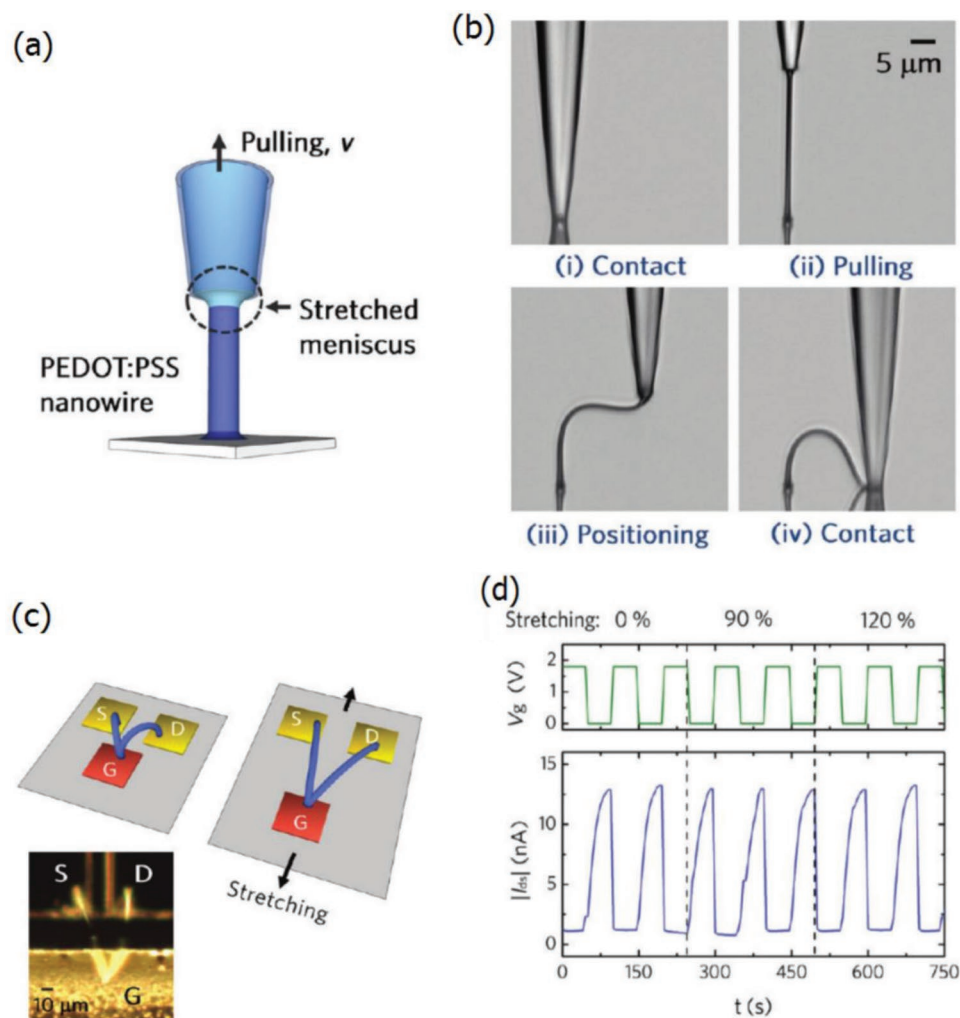 (a)
Pulling, v
Stretched
meniscus
PEDOT:PSS
nanowire
(b)
5 μm
(i) Contact
(ii) Pulling
(iii) Positioning
(iv) Contact
(c)
S
D
G
S
D
G
Stretching
S
D
G
10 μm
(d)
Stretching: 0 % 90 % 120 %
Vg (V)
2
1
0
|Ids| (nA)
15
10
5
0
0 150 300 450 600 750
t (s)